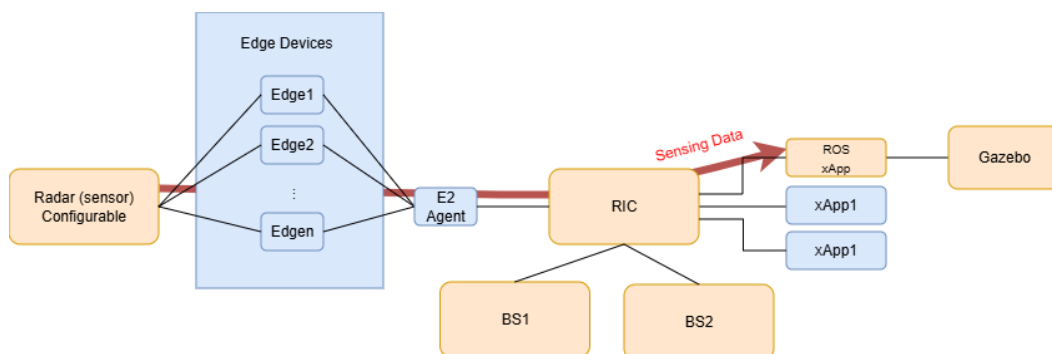 Edge Devices
Edge1
Edge2
⋮
Edgen
Radar (sensor)
Configurable
E2
Agent
RIC
Sensing Data
ROS
xApp
xApp1
xApp1
Gazebo
BS1
BS2